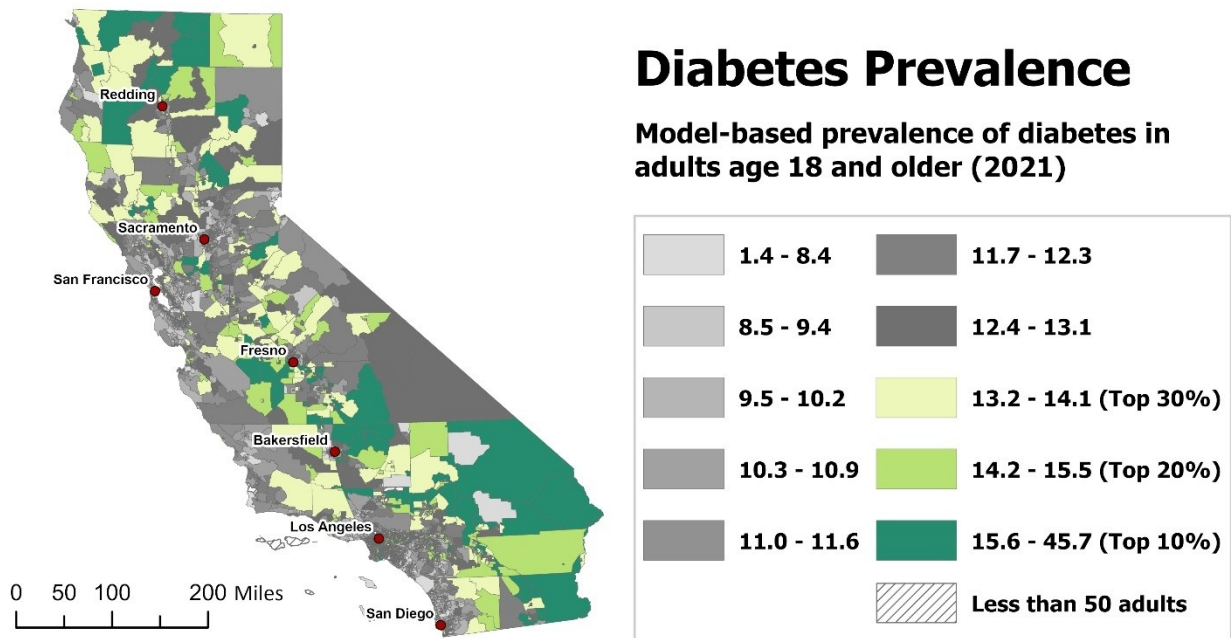 Diabetes Prevalence
Model-based prevalence of diabetes in
adults age 18 and older (2021)
Redding
Sacramento
San Francisco
Fresno
Bakersfield
Los Angeles
San Diego
0 50 100 200 Miles
1.4 - 8.4
8.5 - 9.4
9.5 - 10.2
10.3 - 10.9
11.0 - 11.6
11.7 - 12.3
12.4 - 13.1
13.2 - 14.1 (Top 30%)
14.2 - 15.5 (Top 20%)
15.6 - 45.7 (Top 10%)
Less than 50 adults